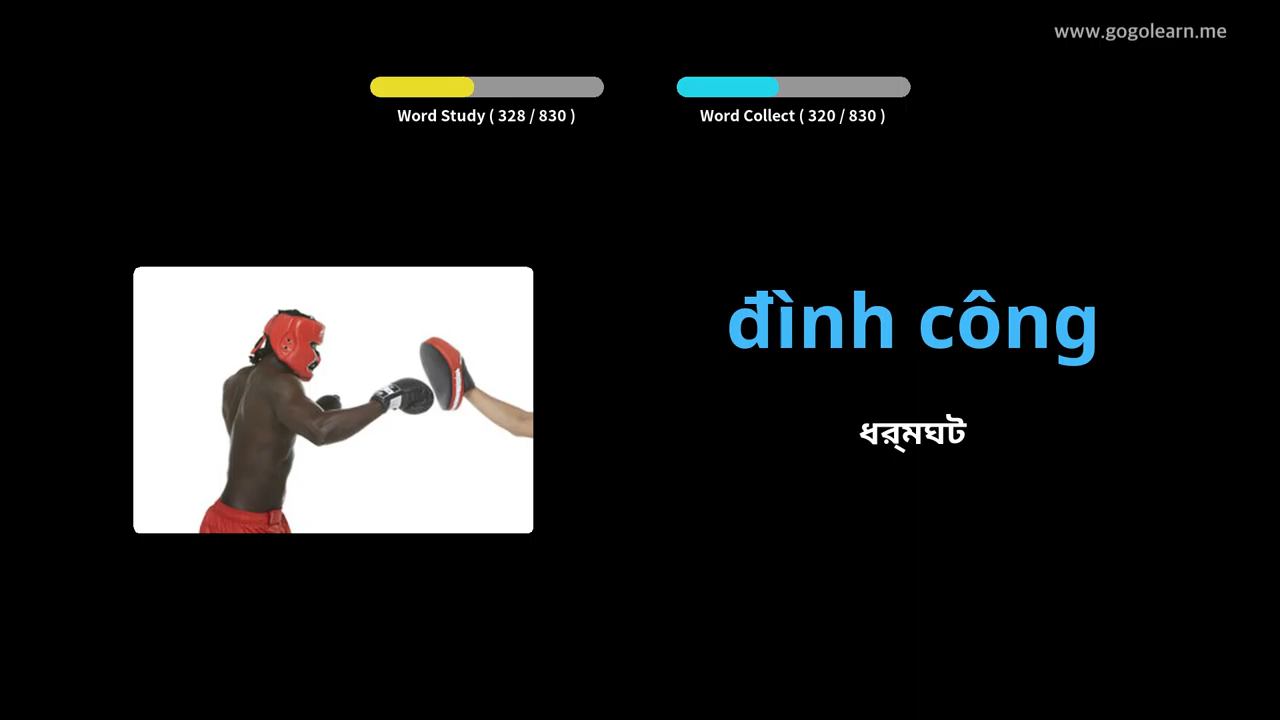 www.gogolearn.me
Word Study ( 328 / 830 )
Word Collect ( 320 / 830 )
đình công
ধর্মঘট